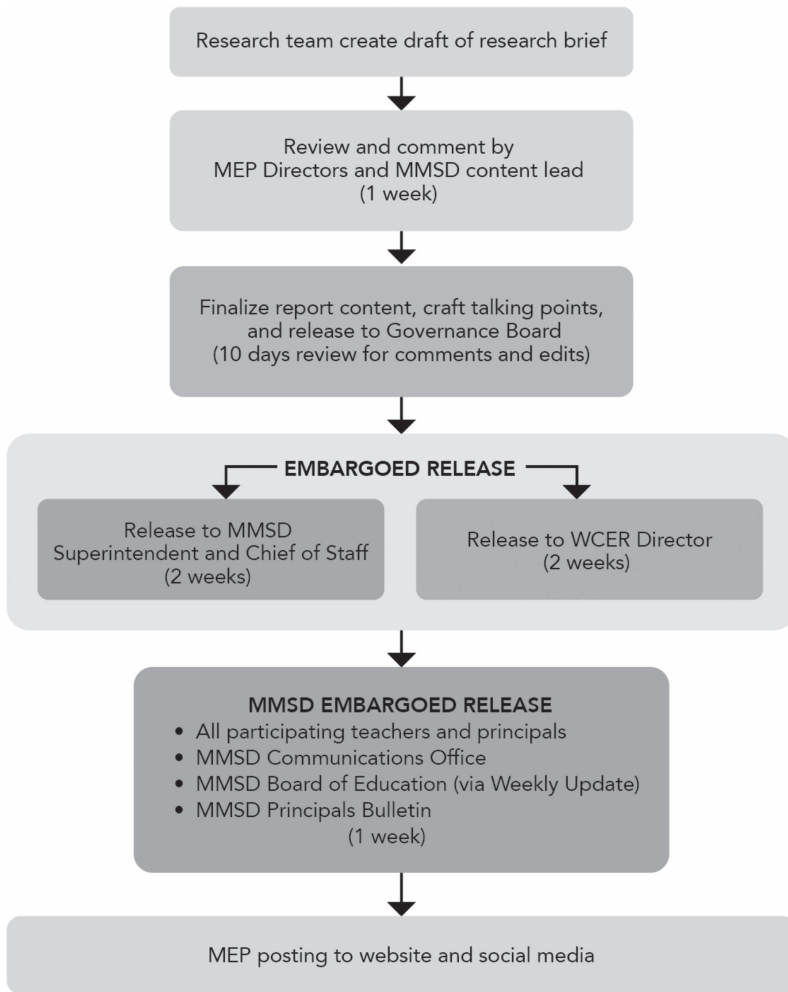 Research team create draft of research brief
Review and comment by
MEP Directors and MMSD content lead
(1 week)
Finalize report content, craft talking points,
and release to Governance Board
(10 days review for comments and edits)
EMBARGOED RELEASE
Release to MMSD
Superintendent and Chief of Staff
(2 weeks)
Release to WCER Director
(2 weeks)
MMSD EMBARGOED RELEASE
• All participating teachers and principals
• MMSD Communications Office
• MMSD Board of Education (via Weekly Update)
• MMSD Principals Bulletin
(1 week)
MEP posting to website and social media